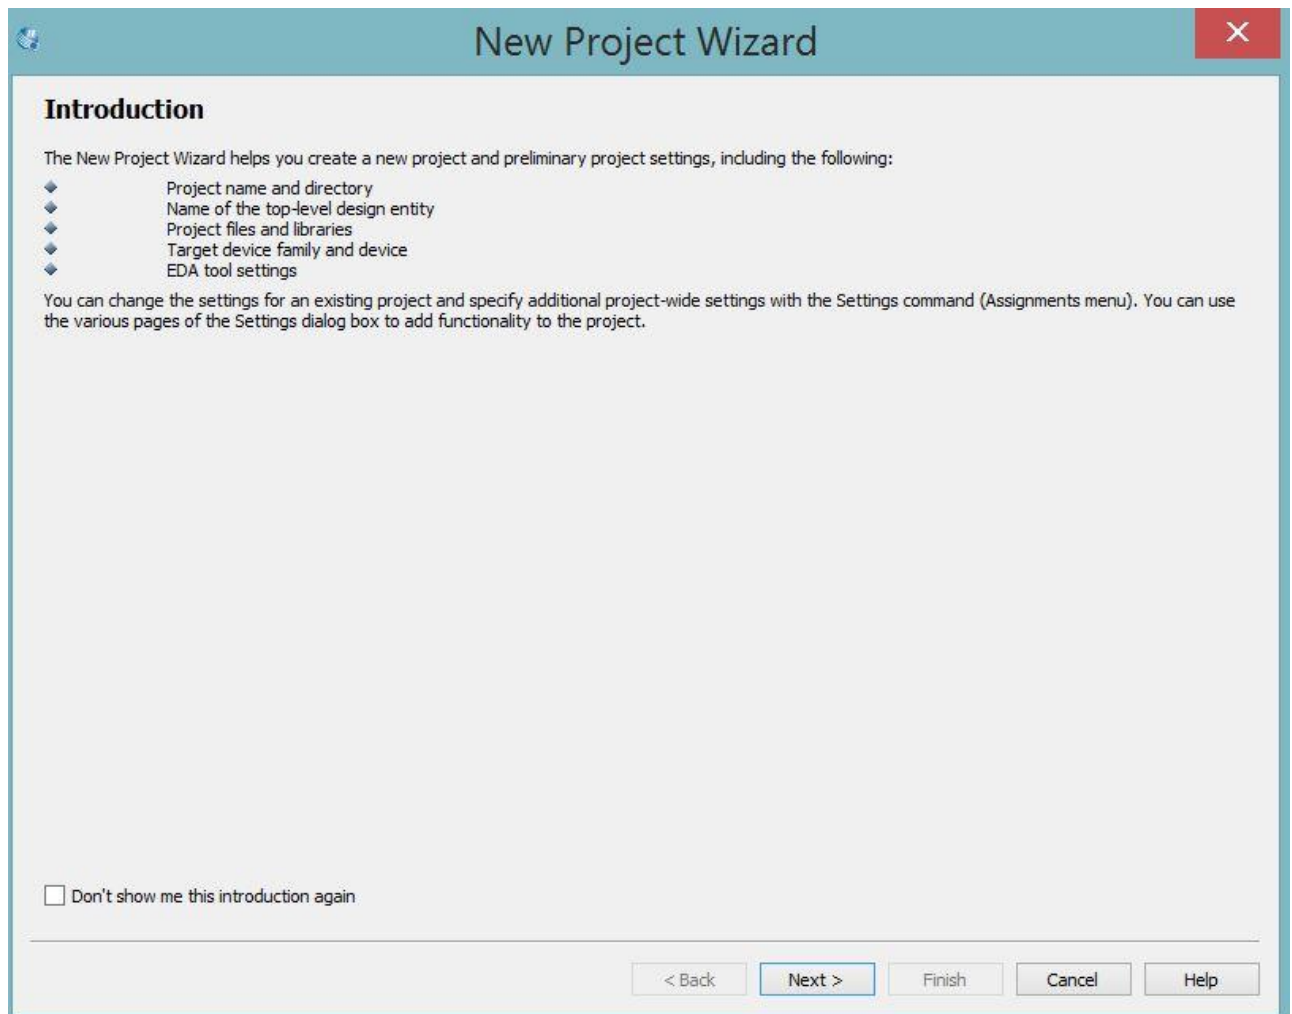 New Project Wizard
Introduction
The New Project Wizard helps you create a new project and preliminary project settings, including the following:
Project name and directory
Name of the top-level design entity
Project files and libraries
Target device family and device
EDA tool settings
You can change the settings for an existing project and specify additional project-wide settings with the Settings command (Assignments menu). You can use
the various pages of the Settings dialog box to add functionality to the project.
Don't show me this introduction again
< Back Next > Finish Cancel Help